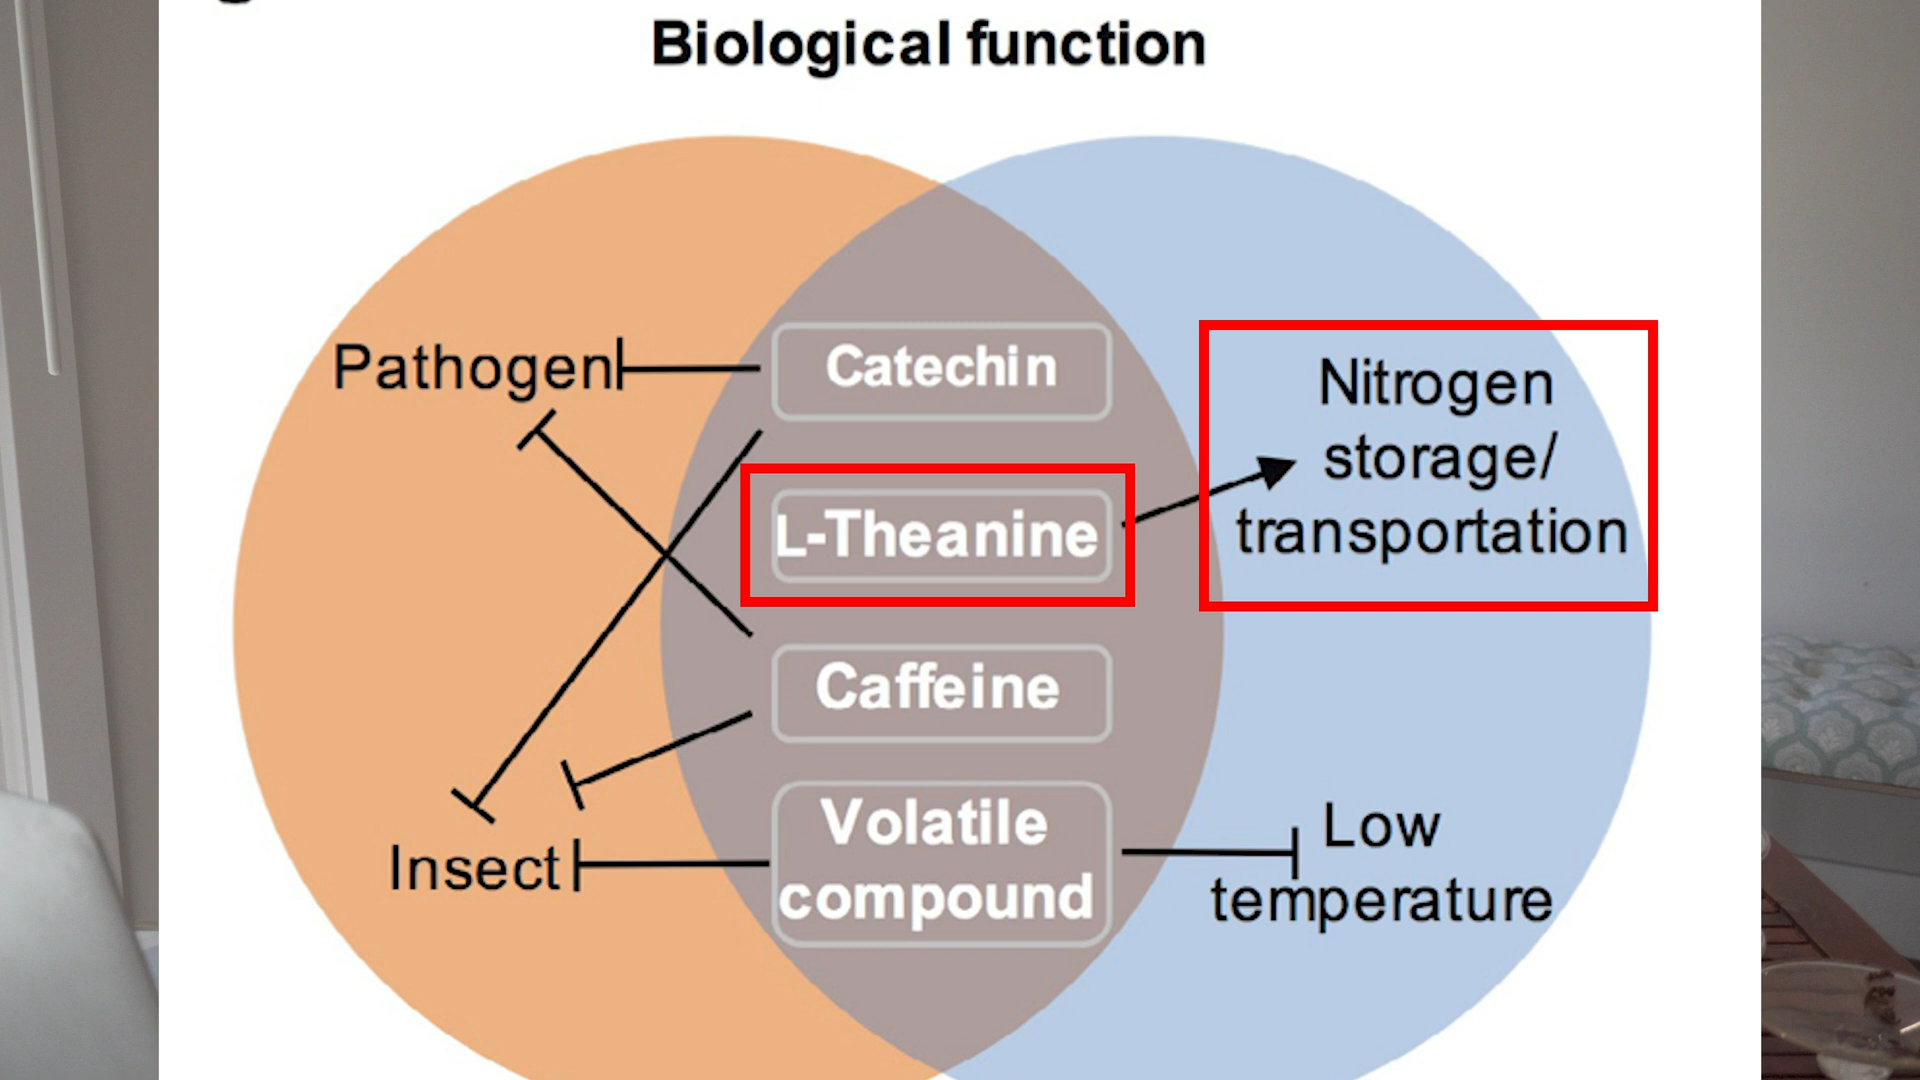 Biological function
Pathogen
Catechin
Nitrogen
storage/
transportation
L-Theanine
Caffeine
Insect
Volatile
compound
Low
temperature